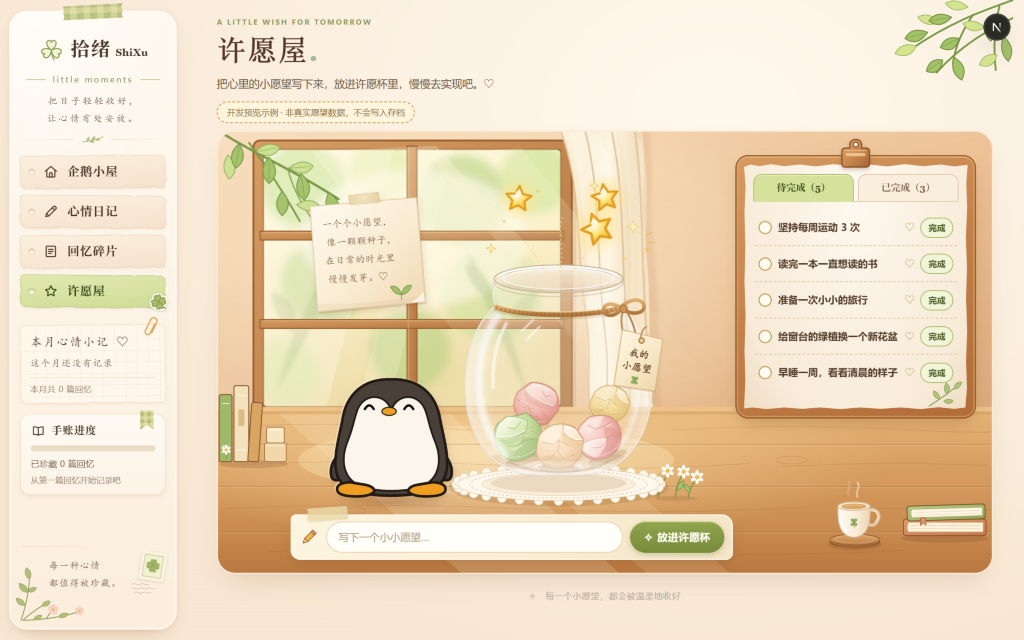 拾绪 ShiXu
little moments
把日子轻轻收好，
让心情有处安放。
企鹅小屋
心情日记
回忆碎片
许愿屋
本月心情小记 ♡
这个月还没有记录
本月共 0 篇回忆
手账进度
已珍藏 0 篇回忆
从第一篇回忆开始记录吧
每一种心情
都值得被珍藏。
A LITTLE WISH FOR TOMORROW
许愿屋。
把心里的小愿望写下来，放进许愿杯里，慢慢去实现吧。♡
开发预览示例 · 非真实愿望数据，不会写入存档
N
一个个小愿望，
像一颗颗种子，
在日常的时光里
慢慢发芽。♡
我的
小愿望
待完成（5）
已完成（3）
坚持每周运动 3 次 ♡ 完成
读完一本一直想读的书 ♡ 完成
准备一次小小的旅行 ♡ 完成
给窗台的绿植换一个新花盆 ♡ 完成
早睡一周，看看清晨的样子 ♡ 完成
写下一个小小愿望...
✧ 放进许愿杯
✧ 每一个小愿望，都会被温柔地收好